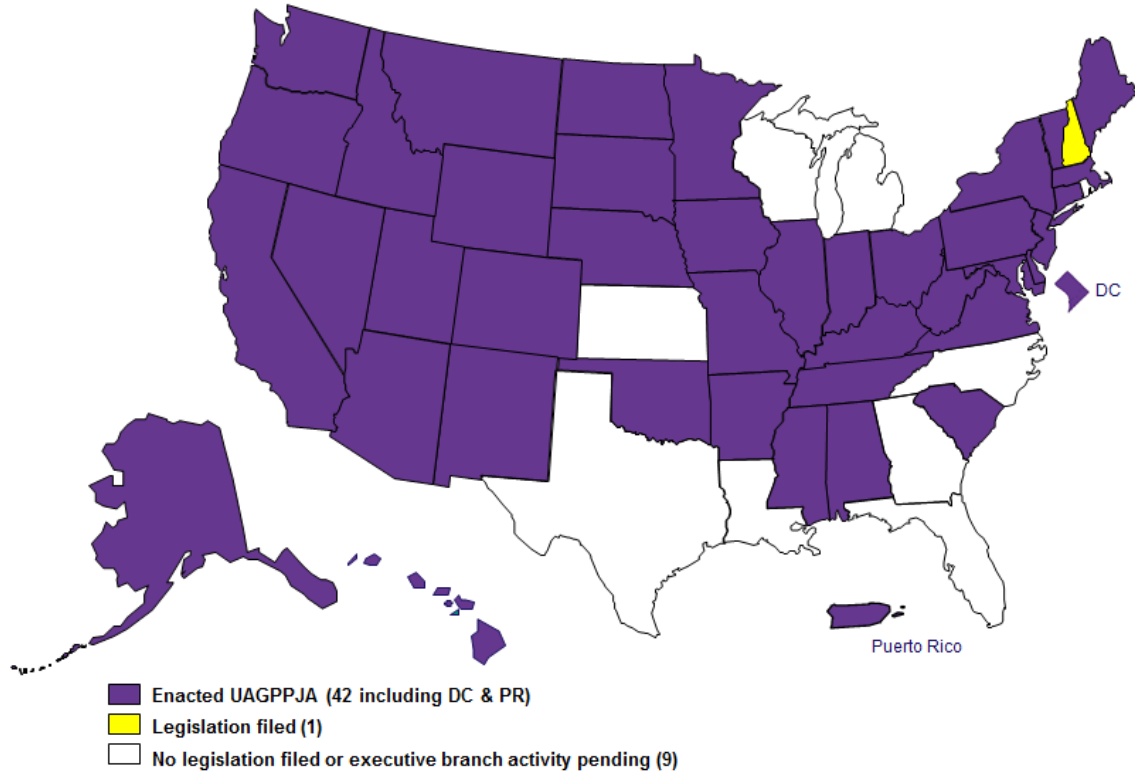 DC
Puerto Rico
Enacted UAGPPJA (42 including DC & PR)
Legislation filed (1)
No legislation filed or executive branch activity pending (9)